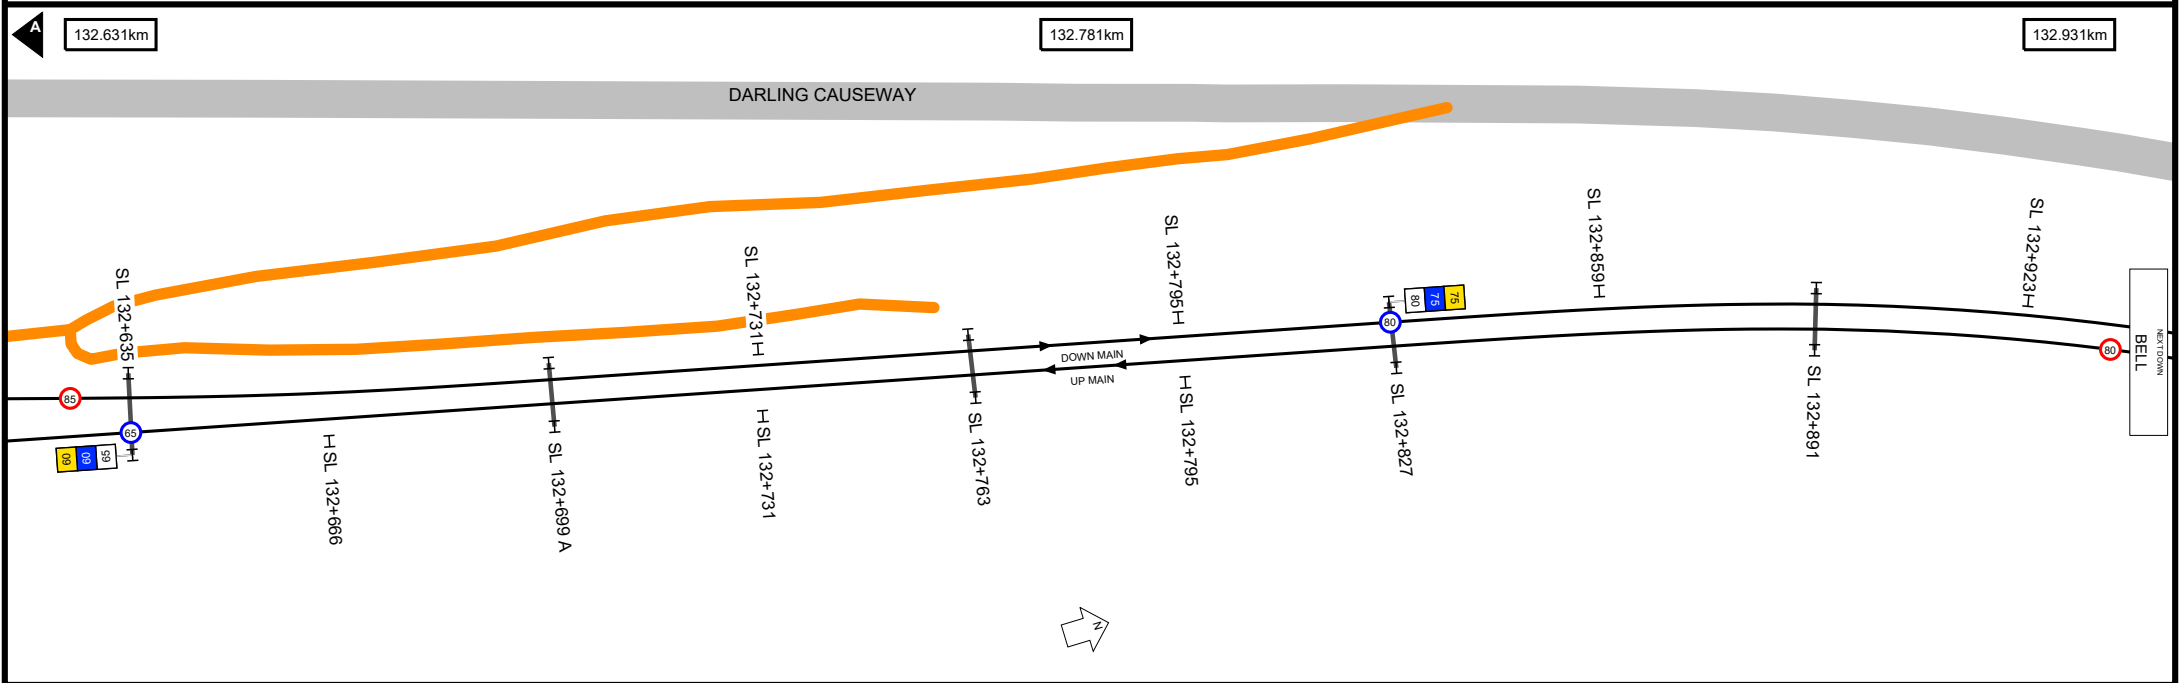 A
132.631km
132.781km
132.931km
DARLING CAUSEWAY
SL 132+635
SL 132+731
SL 132+795
SL 132+859
SL 132+923
80
75
75
80
85
65
60
60
65
DOWN MAIN
UP MAIN
80
BELL
NEXT DOWN
SL 132+666
SL 132+699 A
SL 132+731
SL 132+763
SL 132+795
SL 132+827
SL 132+891
N